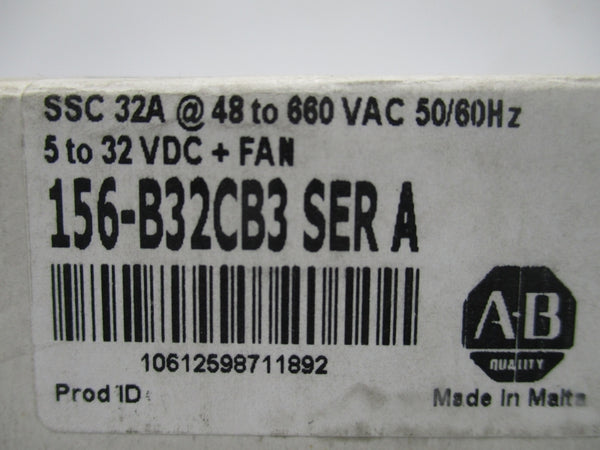 SSC 32A @ 48 to 660 VAC 50/60Hz
5 to 32 VDC + FAN
156-B32CB3 SER A
10612598711892
Prod ID
A-B
QUALITY
Made In Malta